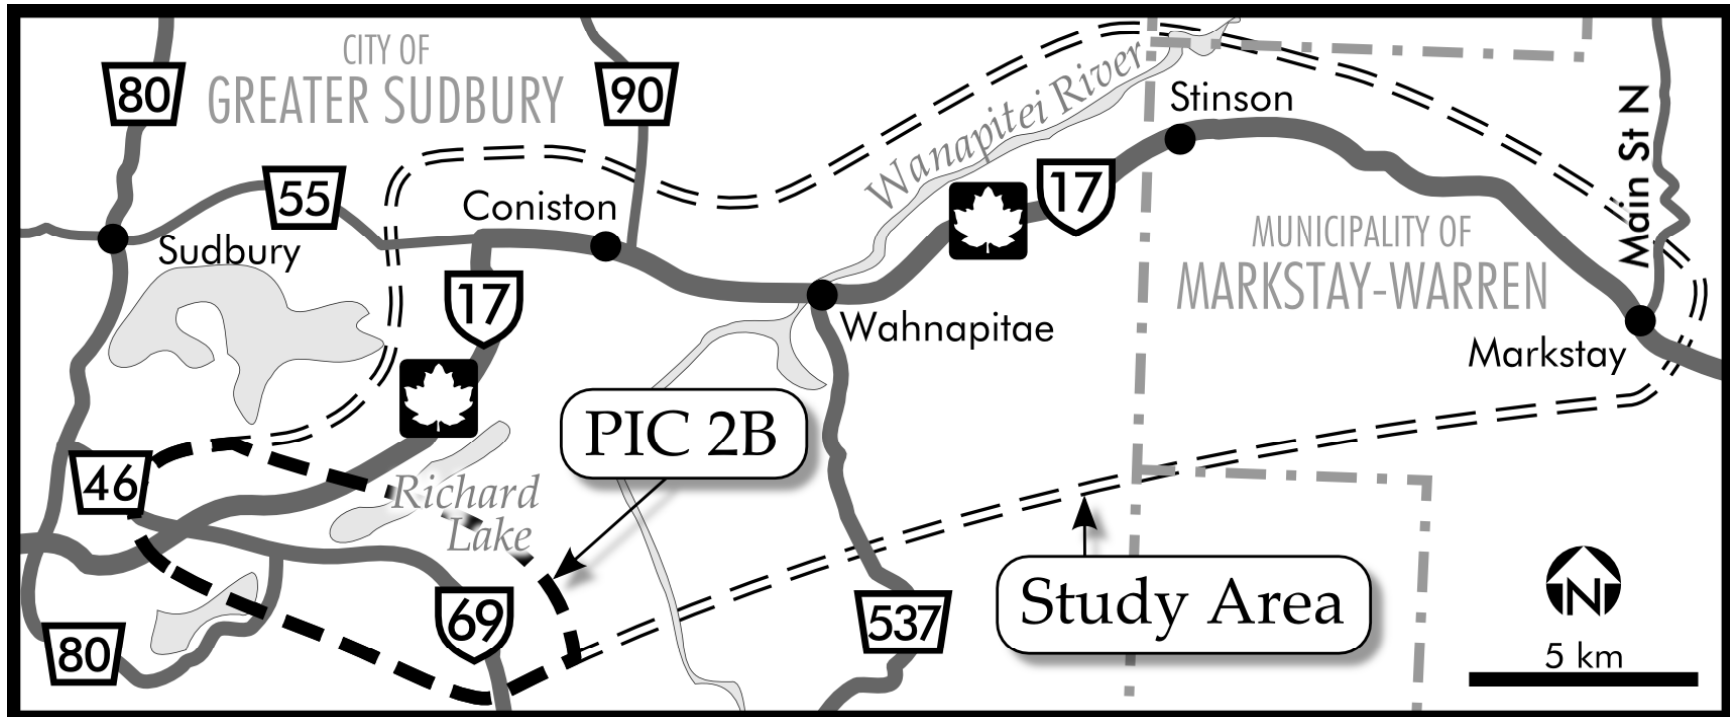 CITY OF
GREATER SUDBURY
80
90
Wanapitei River
Stinson
Main St N
55
17
Coniston
Sudbury
MUNICIPALITY OF
MARKSTAY-WARREN
17
Wahnapitae
Markstay
PIC 2B
46
Richard
Lake
Study Area
N
69
537
80
5 km